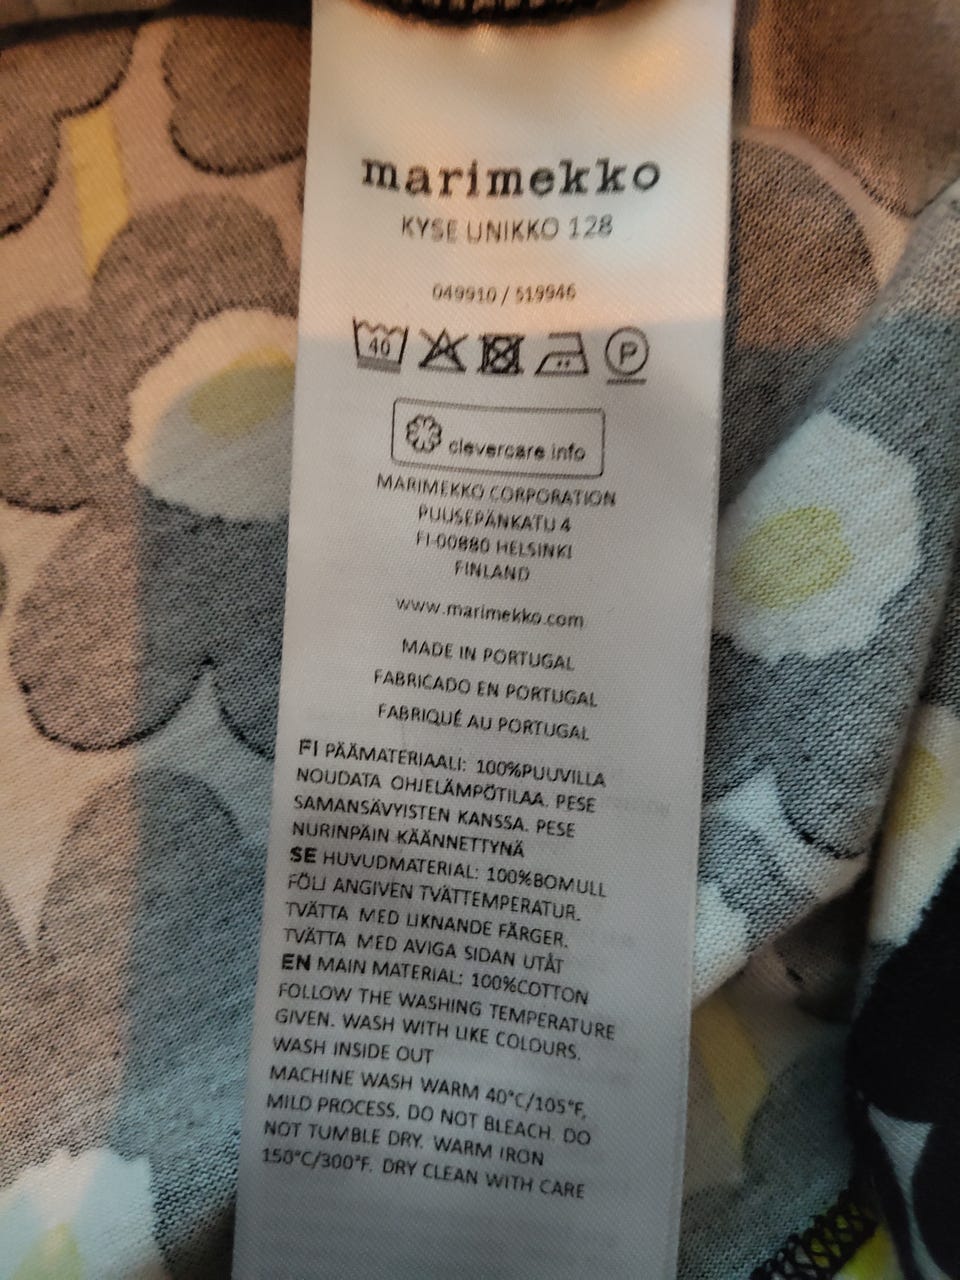 marimekko
KYSE UNIKKO 128
049910 / 519946
40
P
clevercare info
MARIMEKKO CORPORATION
PUUSEPÄNKATU 4
FI-00880 HELSINKI
FINLAND
www.marimekko.com
MADE IN PORTUGAL
FABRICADO EN PORTUGAL
FABRIQUÉ AU PORTUGAL
FI PÄÄMATERIAALI: 100%PUUVILLA
NOUDATA OHJELÄMPÖTILAA. PESE
SAMANSÄVYISTEN KANSSA. PESE
NURINPÄIN KÄÄNNETTYNÄ
SE HUVUDMATERIAL: 100%BOMULL
FÖLJ ANGIVEN TVÄTTEMPERATUR.
TVÄTTA MED LIKNANDE FÄRGER.
TVÄTTA MED AVIGA SIDAN UTÅT
EN MAIN MATERIAL: 100%COTTON
FOLLOW THE WASHING TEMPERATURE
GIVEN. WASH WITH LIKE COLOURS.
WASH INSIDE OUT
MACHINE WASH WARM 40°C/105°F,
MILD PROCESS. DO NOT BLEACH. DO
NOT TUMBLE DRY. WARM IRON
150°C/300°F. DRY CLEAN WITH CARE